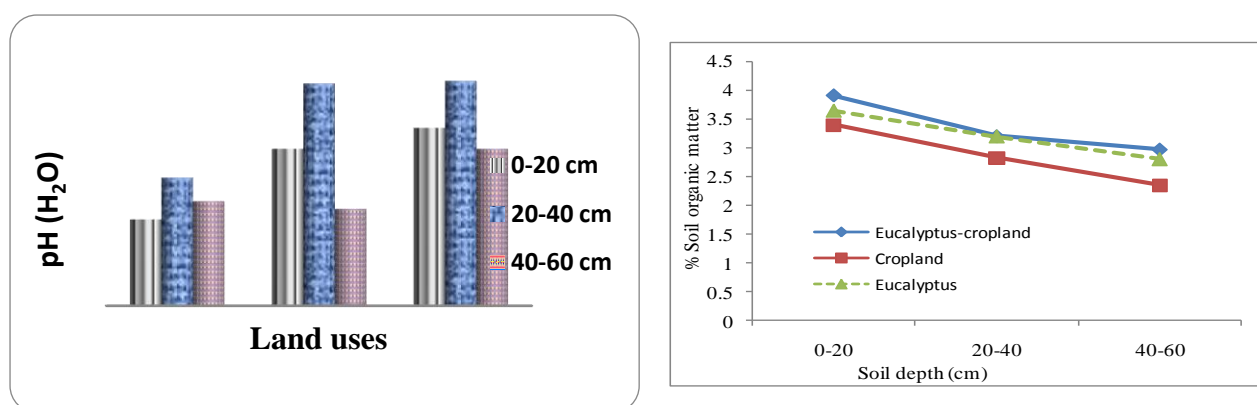 pH (H₂O)
0-20 cm
20-40 cm
40-60 cm
Land uses
% Soil organic matter
4.5
4
3.5
3
2.5
2
1.5
1
0.5
0
Eucalyptus-cropland
Cropland
Eucalyptus
0-20 20-40 40-60
Soil depth (cm)